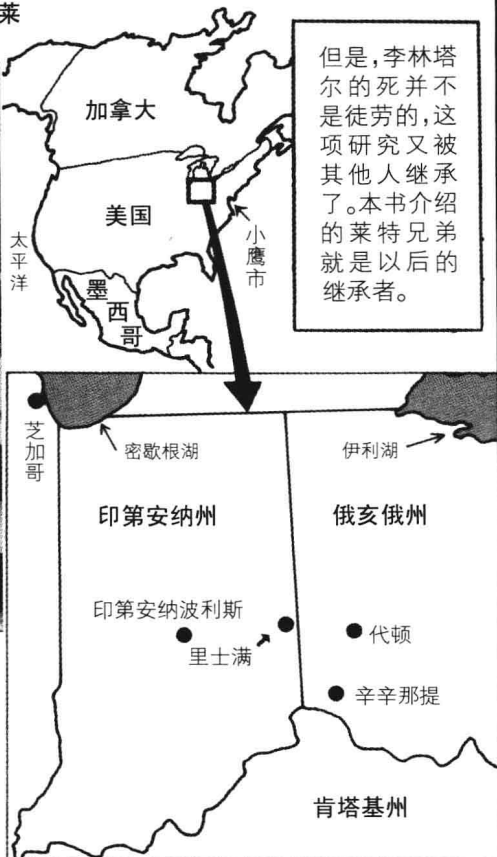 莱
但是,李林塔
尔的死并不
是徒劳的,这
项研究又被
其他人继承
了。本书介绍
的莱特兄弟
就是以后的
继承者。
加拿大
美国
太平洋
小鹰市
墨西哥
芝加哥
密歇根湖
伊利湖
印第安纳州
俄亥俄州
印第安纳波利斯
里士满
代顿
辛辛那提
肯塔基州